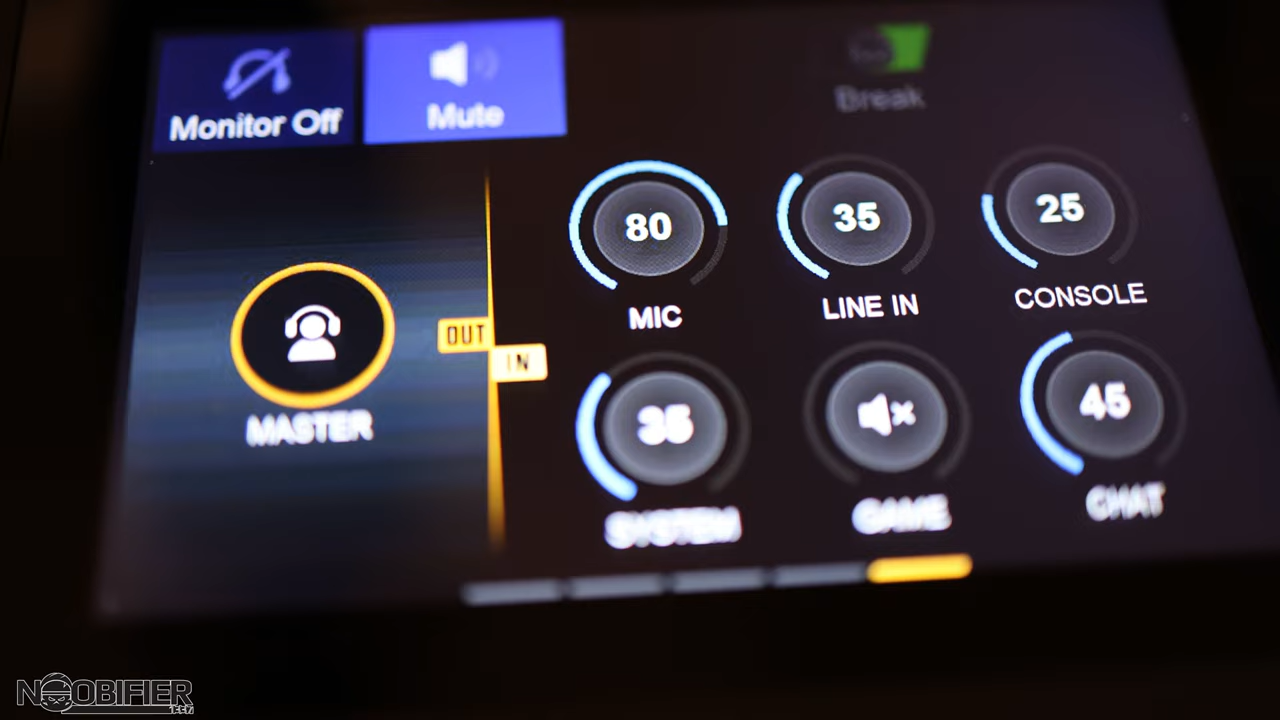 Monitor Off
Mute
Break
80
35
25
MIC
LINE IN
CONSOLE
OUT
IN
MASTER
35
45
SYSTEM
GAME
CHAT
NOOBIFIER
TECH